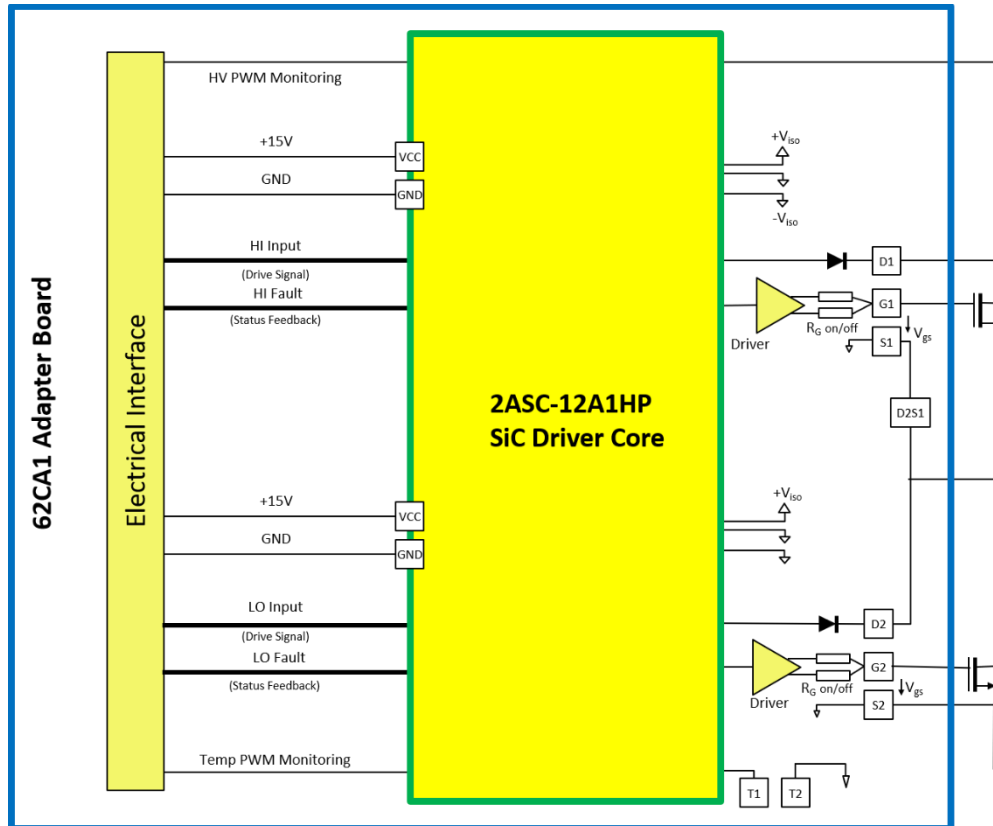 62CA1 Adapter Board
Electrical Interface
HV PWM Monitoring
+15V
VCC
GND
GND
HI Input
(Drive Signal)
HI Fault
(Status Feedback)
+15V
VCC
GND
GND
LO Input
(Drive Signal)
LO Fault
(Status Feedback)
Temp PWM Monitoring
2ASC-12A1HP
SiC Driver Core
+Viso
-Viso
D1
G1
Driver
RG on/off
Vgs
S1
D2S1
+Viso
D2
G2
Driver
RG on/off
Vgs
S2
T1
T2